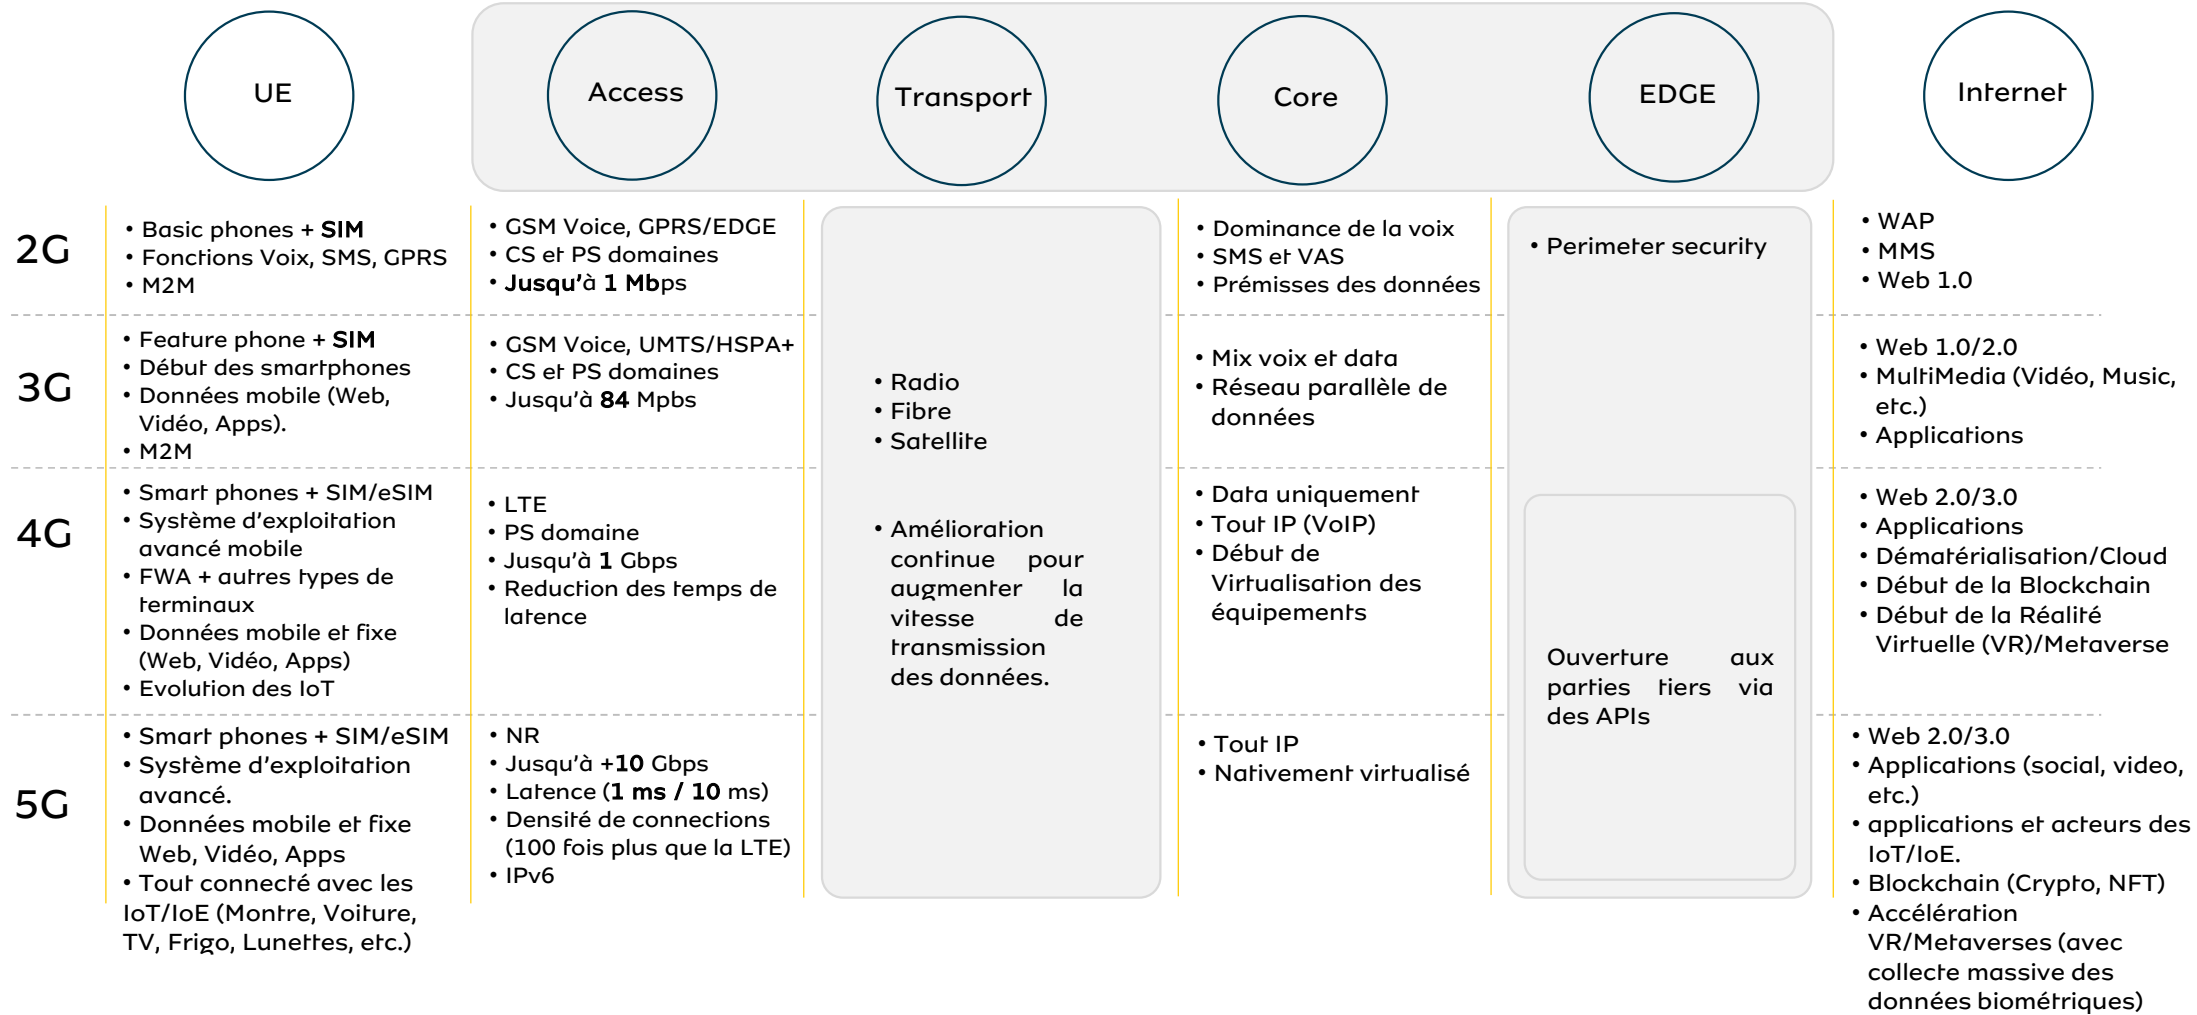 UE
Access
Transport
Core
EDGE
Internet
2G
• Basic phones + SIM
• Fonctions Voix, SMS, GPRS
• M2M
• GSM Voice, GPRS/EDGE
• CS et PS domaines
• Jusqu'à 1 Mbps
• Dominance de la voix
• SMS et VAS
• Prémisses des données
• Perimeter security
• WAP
• MMS
• Web 1.0
3G
• Feature phone + SIM
• Début des smartphones
• Données mobile (Web,
Vidéo, Apps).
• M2M
• GSM Voice, UMTS/HSPA+
• CS et PS domaines
• Jusqu'à 84 Mpbs
• Radio
• Fibre
• Satellite
• Mix voix et data
• Réseau parallèle de
données
• Web 1.0/2.0
• MultiMedia (Vidéo, Music,
etc.)
• Applications
4G
• Smart phones + SIM/eSIM
• Système d'exploitation
avancé mobile
• FWA + autres types de
terminaux
• Données mobile et fixe
(Web, Vidéo, Apps)
• Evolution des IoT
• LTE
• PS domaine
• Jusqu'à 1 Gbps
• Reduction des temps de
latence
• Amélioration
continue pour
augmenter la
vitesse de
transmission
des données.
• Data uniquement
• Tout IP (VoIP)
• Début de
Virtualisation des
équipements
Ouverture aux
parties tiers via
des APIs
• Web 2.0/3.0
• Applications
• Dématérialisation/Cloud
• Début de la Blockchain
• Début de la Réalité
Virtuelle (VR)/Metaverse
5G
• Smart phones + SIM/eSIM
• Système d'exploitation
avancé.
• Données mobile et fixe
Web, Vidéo, Apps
• Tout connecté avec les
IoT/IoE (Montre, Voiture,
TV, Frigo, Lunettes, etc.)
• NR
• Jusqu'à +10 Gbps
• Latence (1 ms / 10 ms)
• Densité de connections
(100 fois plus que la LTE)
• IPv6
• Tout IP
• Nativement virtualisé
• Web 2.0/3.0
• Applications (social, video,
etc.)
• applications et acteurs des
IoT/IoE.
• Blockchain (Crypto, NFT)
• Accélération
VR/Metaverses (avec
collecte massive des
données biométriques)